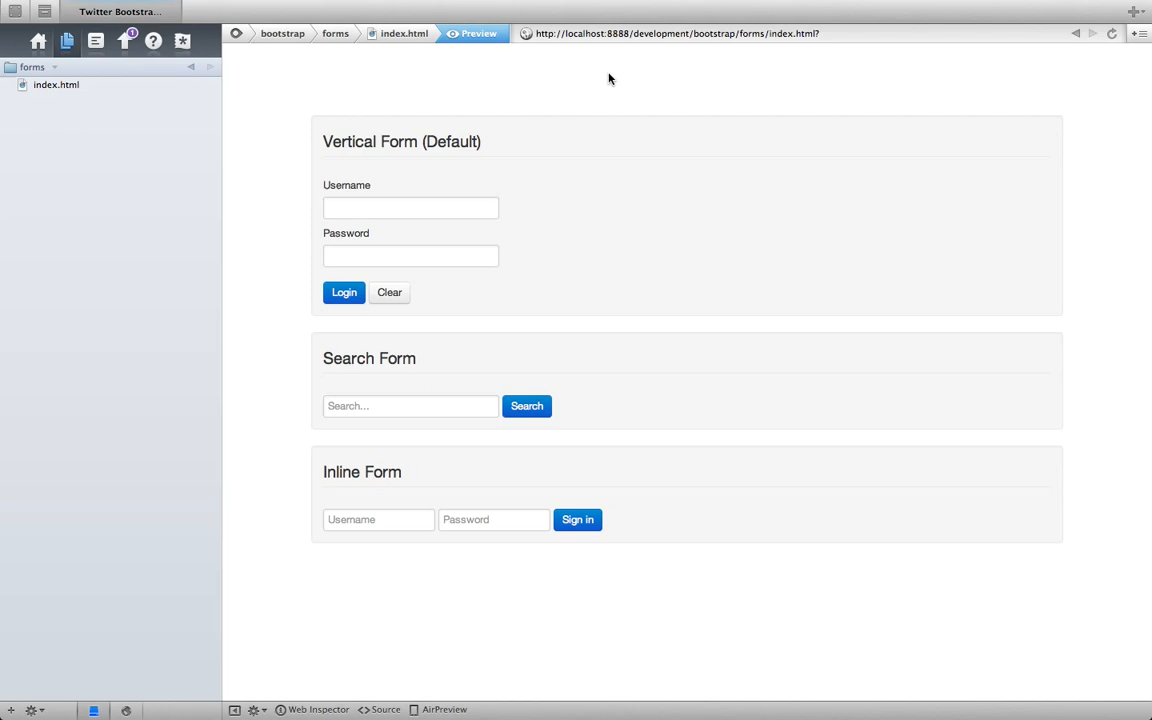 Twitter Bootstra...
1
bootstrap forms index.html Preview http://localhost:8888/development/bootstrap/forms/index.html?
forms
index.html
Vertical Form (Default)
Username
Password
Login Clear
Search Form
Search... Search
Inline Form
Username Password Sign in
Web Inspector Source AirPreview